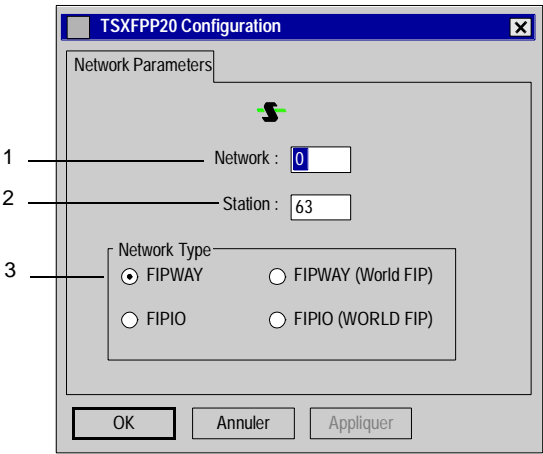 TSXFPP20 Configuration
Network Parameters
1
Network : 0
2
Station : 63
Network Type
3
FIPWAY
FIPWAY (World FIP)
FIPIO
FIPIO (WORLD FIP)
OK
Annuler
Appliquer